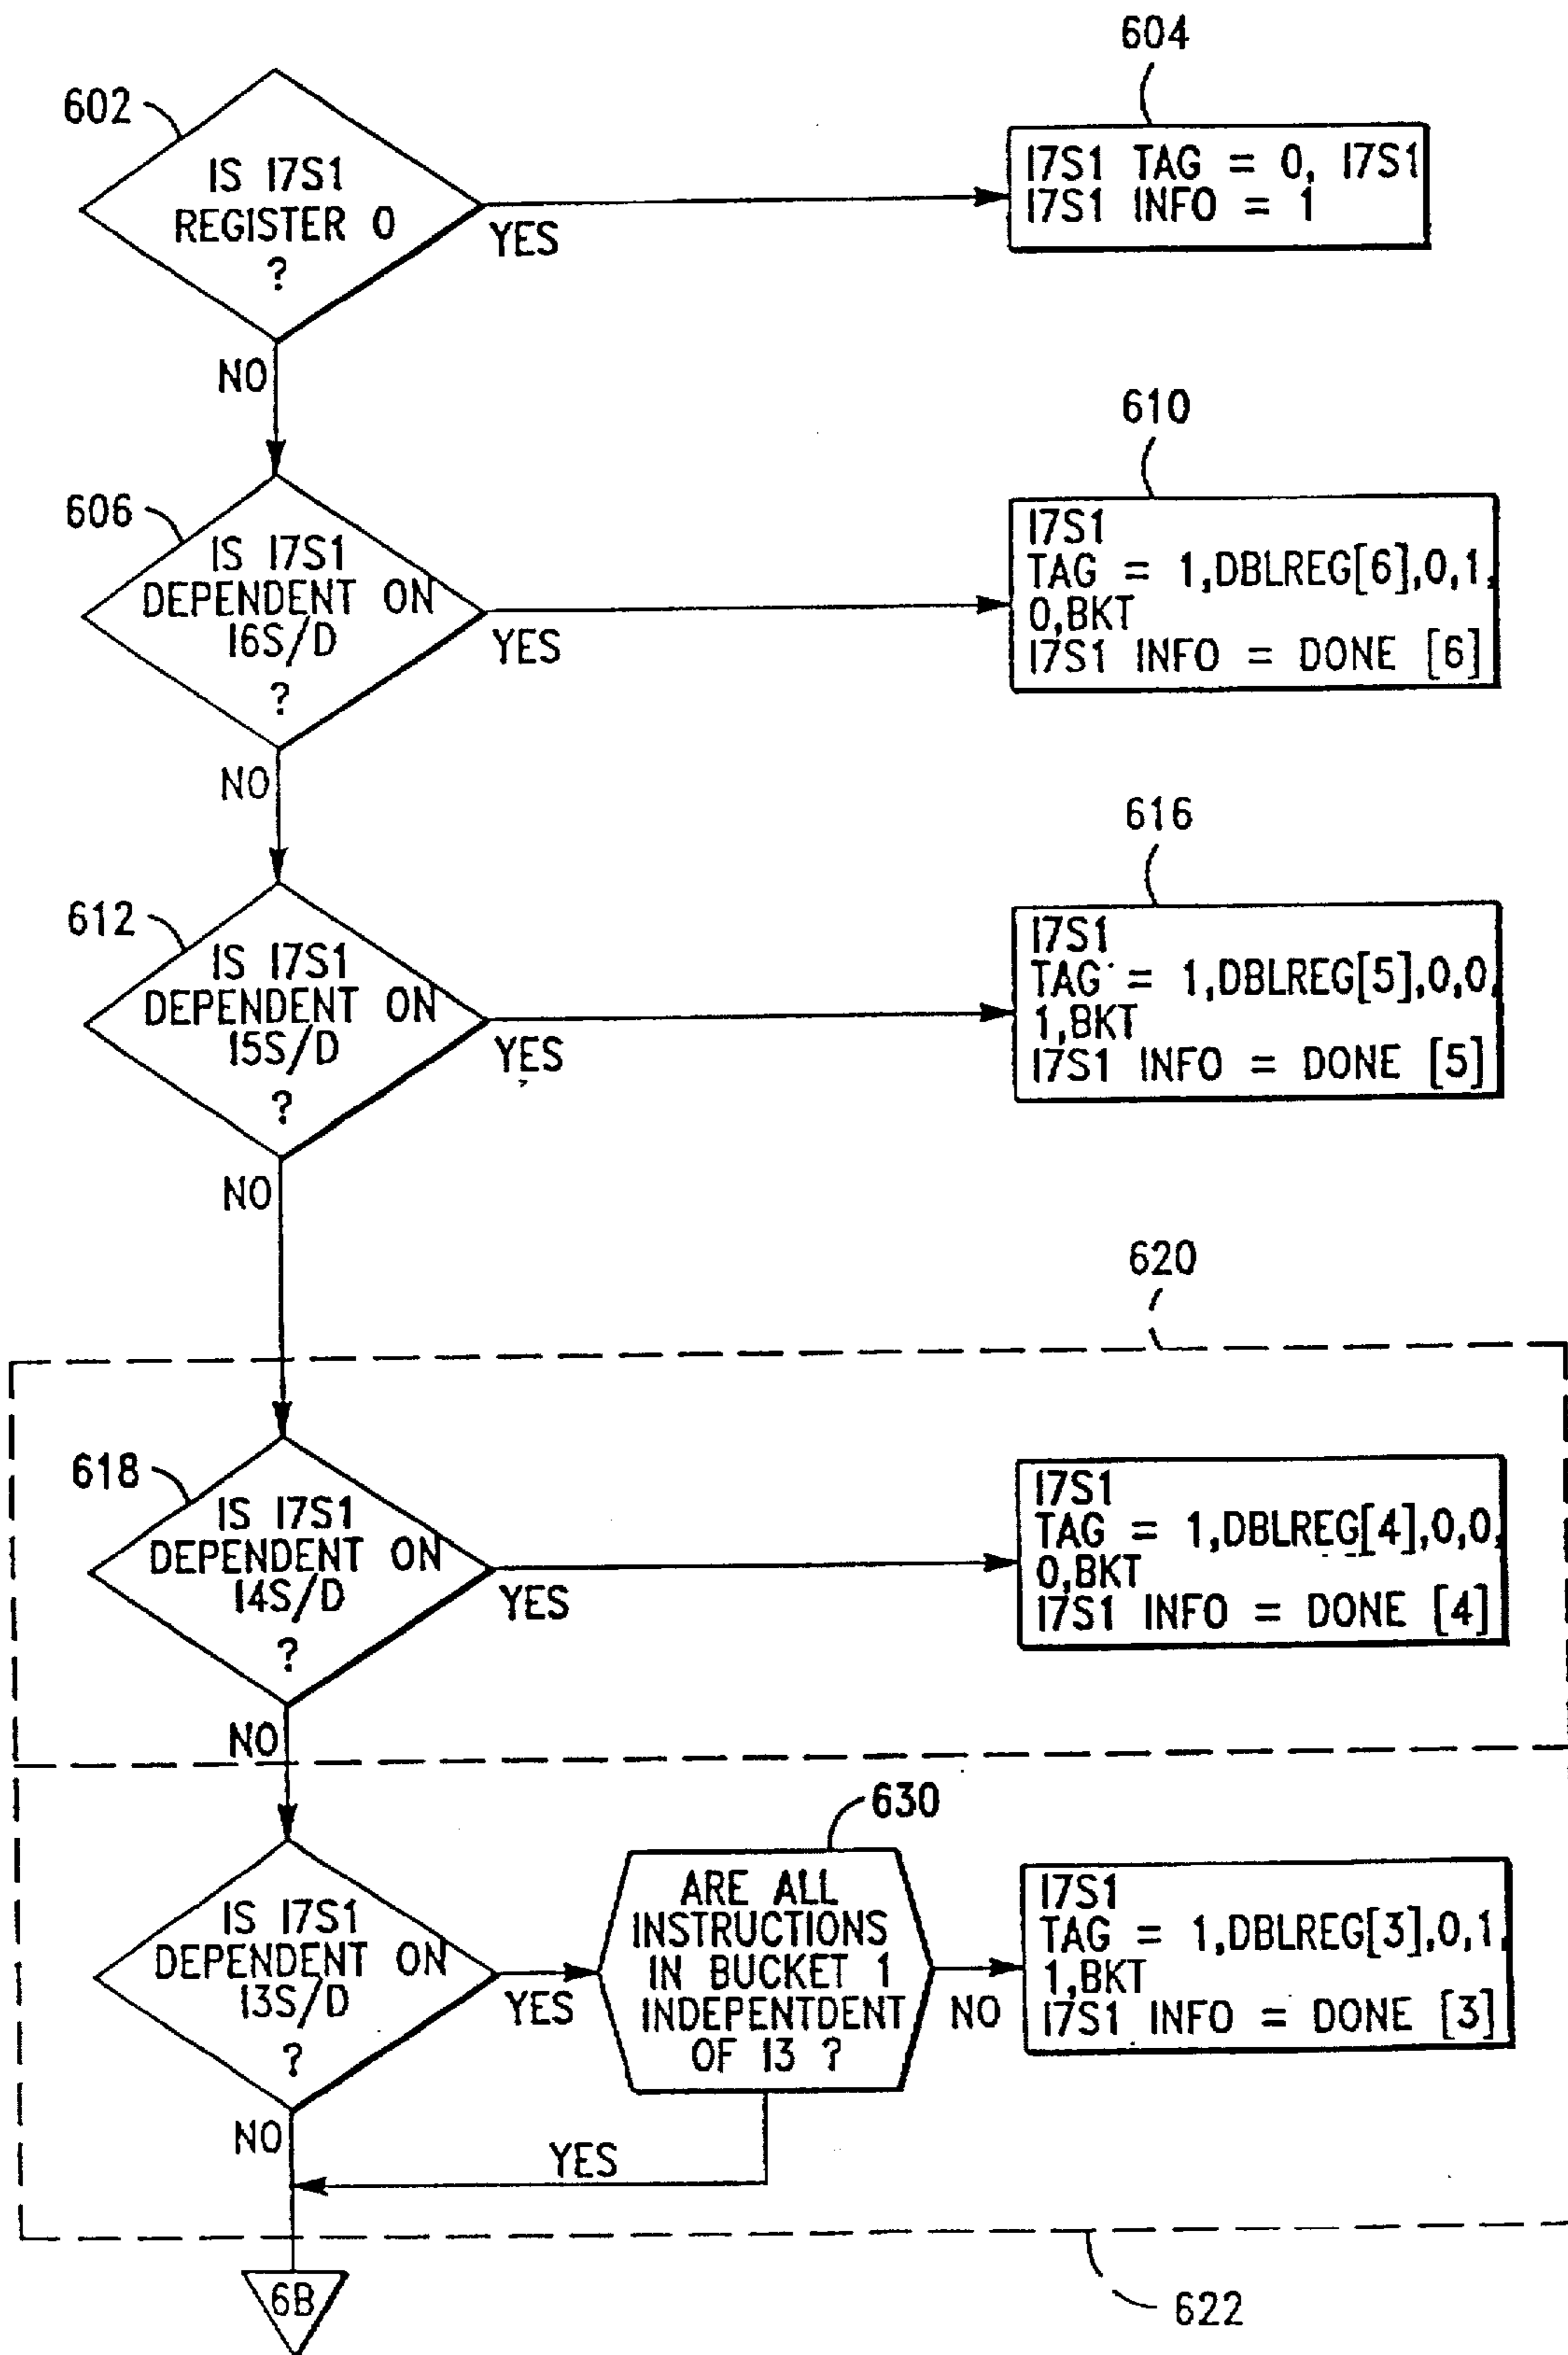 604
602
IS I7S1
REGISTER 0
?
YES
I7S1 TAG = 0, I7S1
I7S1 INFO = 1
NO
610
606
IS I7S1
DEPENDENT ON
I6S/D
?
YES
I7S1
TAG = 1,DBLREG[6],0,1,
0,BKT
I7S1 INFO = DONE [6]
NO
616
612
IS I7S1
DEPENDENT ON
I5S/D
?
YES
I7S1
TAG = 1,DBLREG[5],0,0,
1,BKT
I7S1 INFO = DONE [5]
NO
620
618
IS I7S1
DEPENDENT ON
I4S/D
?
YES
I7S1
TAG = 1,DBLREG[4],0,0,
0,BKT
I7S1 INFO = DONE [4]
NO
630
IS I7S1
DEPENDENT ON
I3S/D
?
YES
ARE ALL
INSTRUCTIONS
IN BUCKET 1
INDEPENTDENT
OF I3 ?
NO
I7S1
TAG = 1,DBLREG[3],0,1,
1,BKT
I7S1 INFO = DONE [3]
NO
YES
6B
622